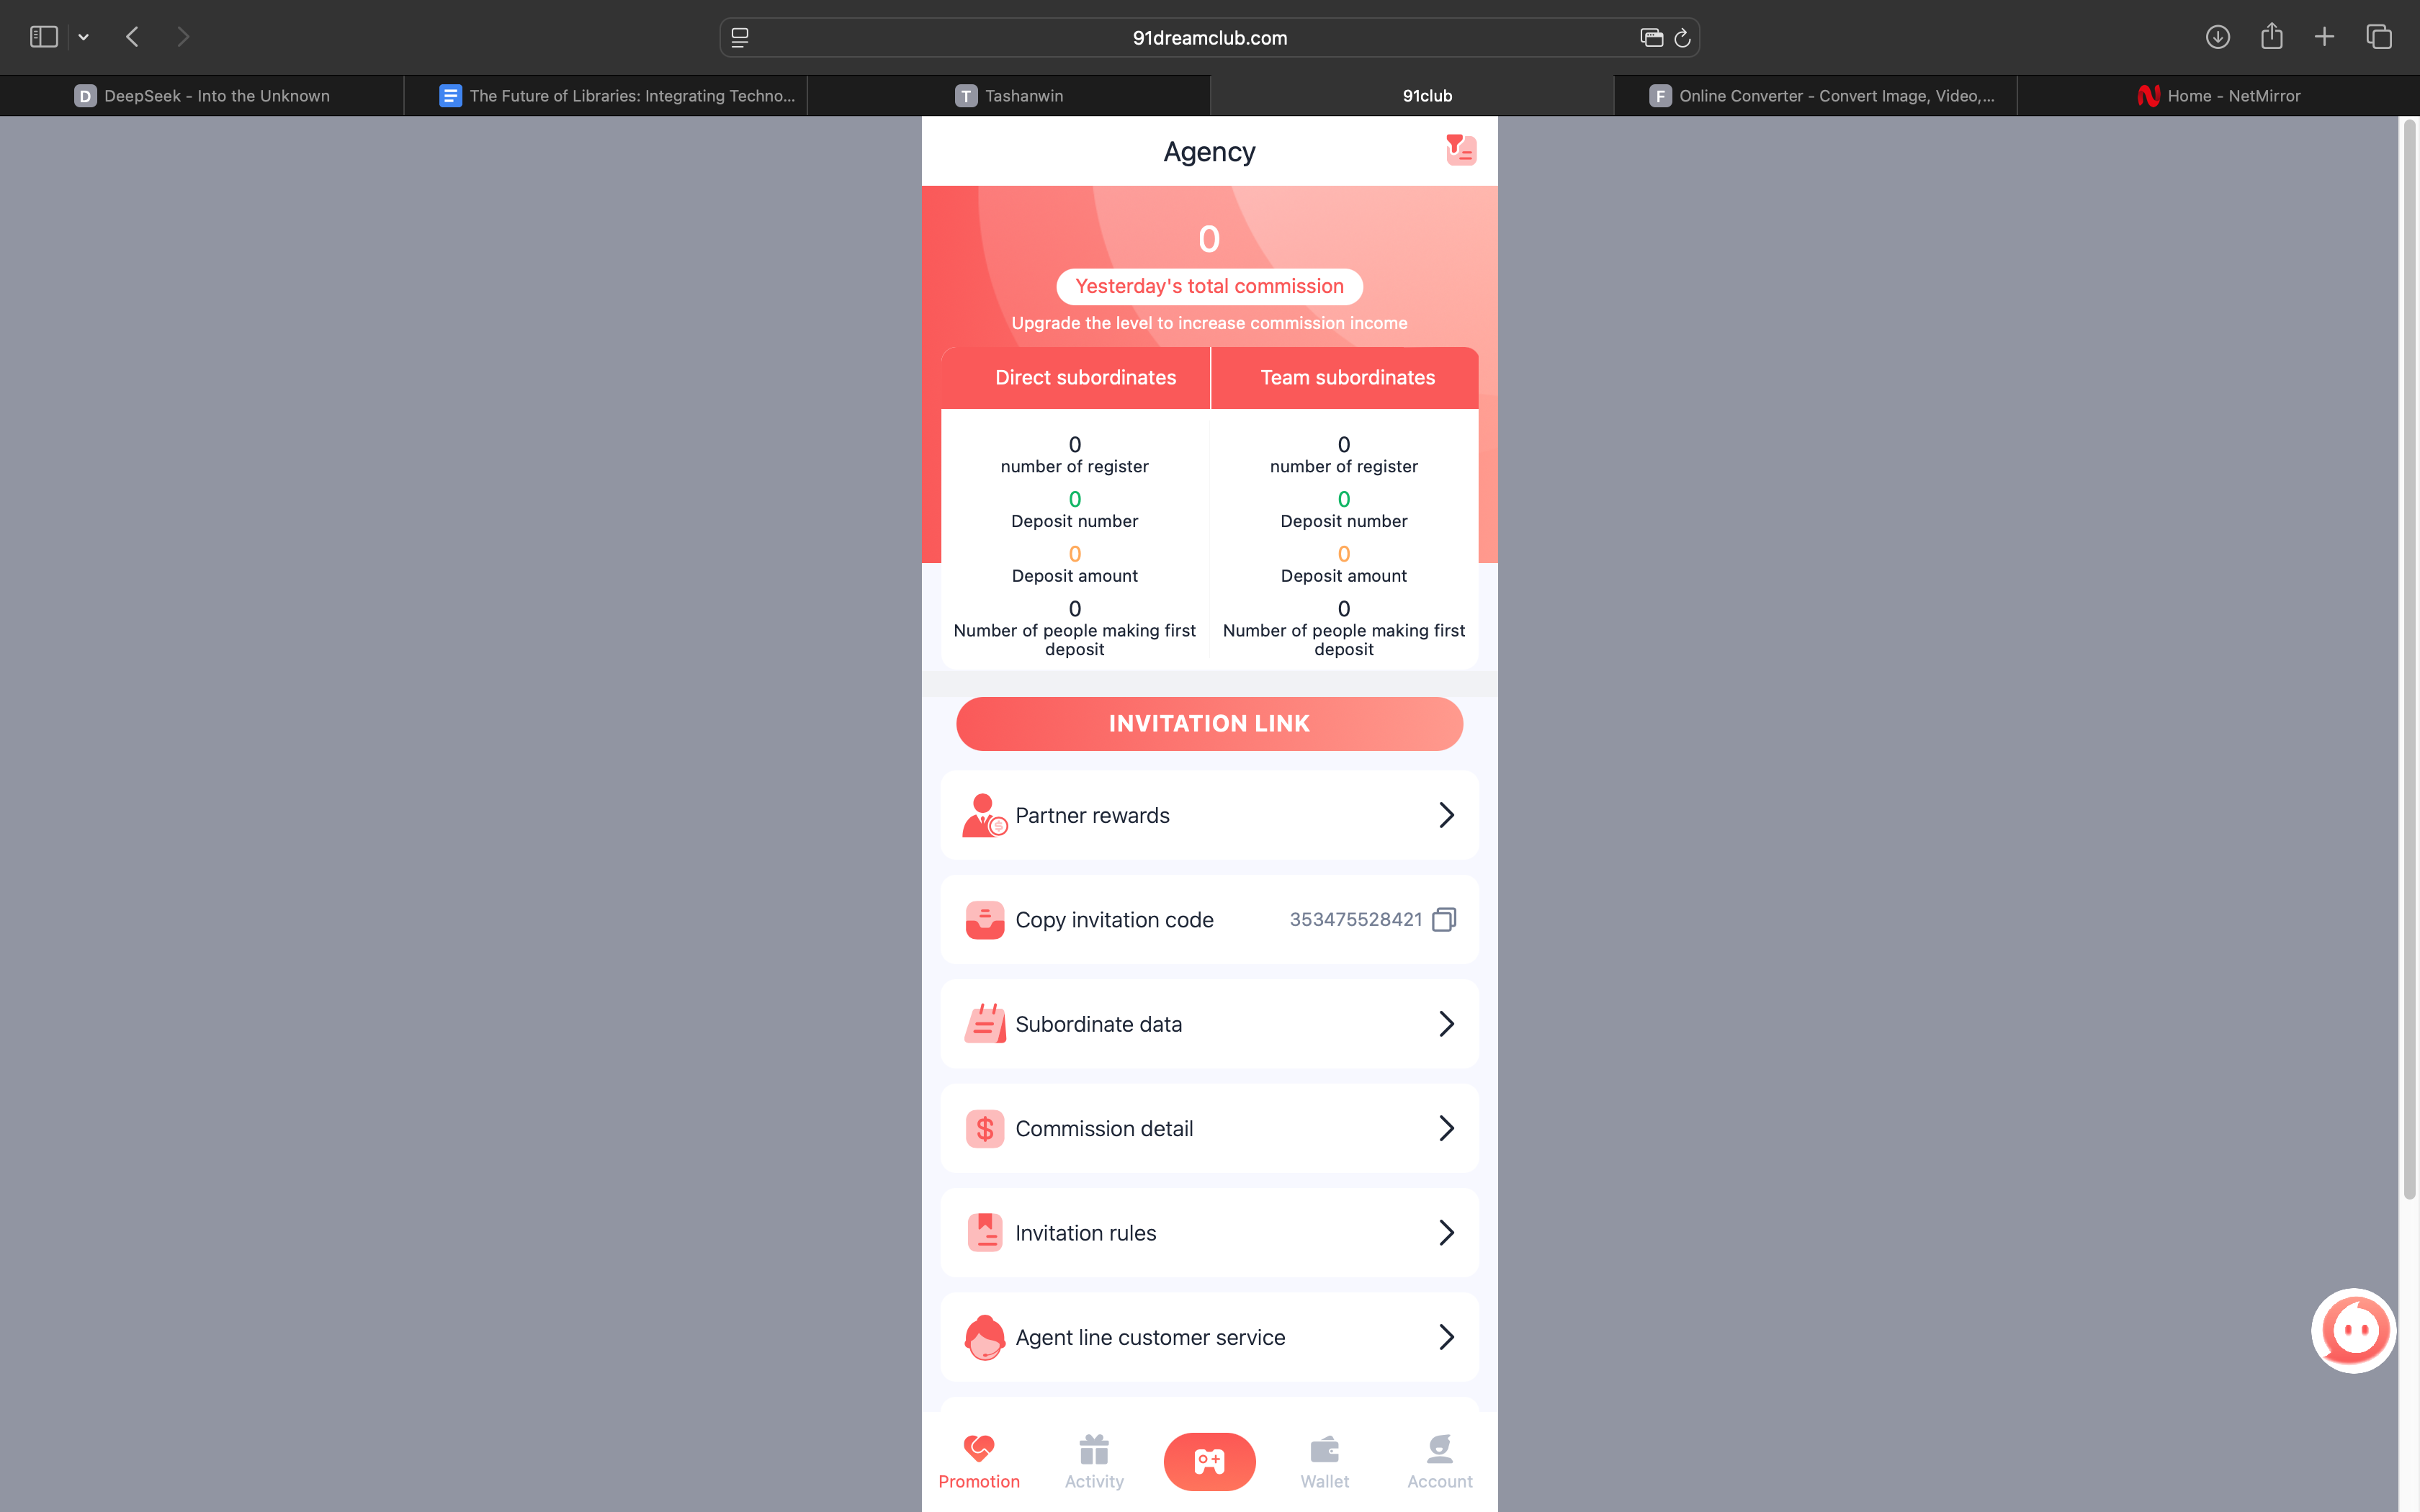 91dreamclub.com
D DeepSeek - Into the Unknown
The Future of Libraries: Integrating Techno...
T Tashanwin
91club
F Online Converter - Convert Image, Video,...
Home - NetMirror
Agency
0
Yesterday's total commission
Upgrade the level to increase commission income
Direct subordinates
Team subordinates
0
number of register
0
Deposit number
0
Deposit amount
0
Number of people making first
deposit
0
number of register
0
Deposit number
0
Deposit amount
0
Number of people making first
deposit
INVITATION LINK
Partner rewards
Copy invitation code
353475528421
Subordinate data
$ Commission detail
Invitation rules
Agent line customer service
Promotion
Activity
Wallet
Account